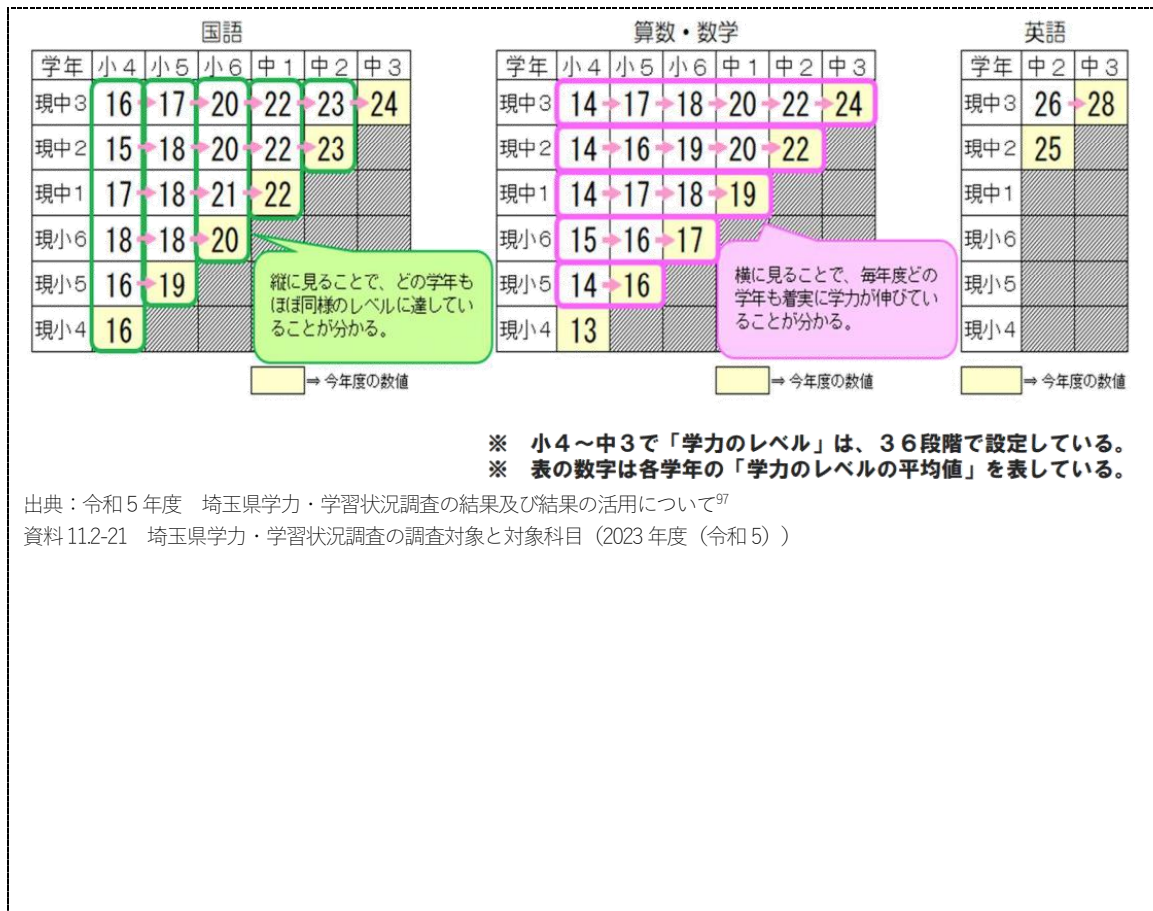 国語
学年 小4 小5 小6 中1 中2 中3
現中3 16 17 20 22 23 24
現中2 15 18 20 22 23
現中1 17 18 21 22
現小6 18 18 20
現小5 16 19
現小4 16
縦に見ることで、どの学年も
ほぼ同様のレベルに達してい
ることが分かる。
⇒ 今年度の数値
算数・数学
学年 小4 小5 小6 中1 中2 中3
現中3 14 17 18 20 22 24
現中2 14 16 19 20 22
現中1 14 17 18 19
現小6 15 16 17
現小5 14 16
現小4 13
横に見ることで、毎年度どの
学年も着実に学力が伸びてい
ることが分かる。
⇒ 今年度の数値
英語
学年 中2 中3
現中3 26 28
現中2 25
現中1
現小6
現小5
現小4
⇒ 今年度の数値
※ 小4～中3で「学力のレベル」は、36段階で設定している。
※ 表の数字は各学年の「学力のレベルの平均値」を表している。
出典：令和5年度 埼玉県学力・学習状況調査の結果及び結果の活用について97
資料11.2-21 埼玉県学力・学習状況調査の調査対象と対象科目（2023年度（令和5））